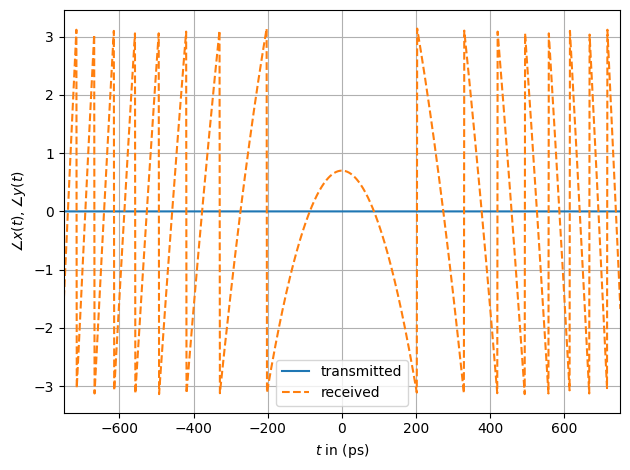 3
2
1
0
−1
−2
−3
∠x(t), ∠y(t)
transmitted
received
−600 −400 −200 0 200 400 600
t in (ps)